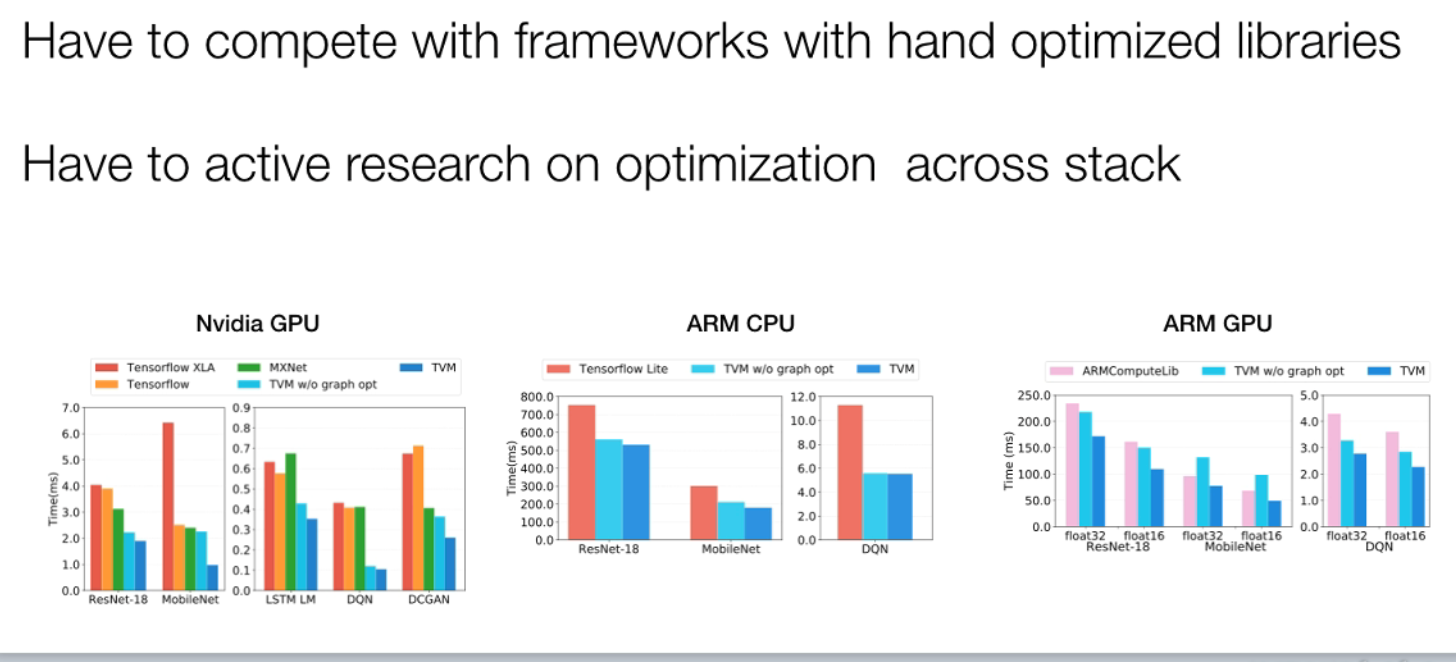 Have to compete with frameworks with hand optimized libraries
Have to active research on optimization  across stack
Nvidia GPU
Tensorflow XLA
MXNet
TVM
Tensorflow
TVM w/o graph opt
Time(ms)
7.0
6.0
5.0
4.0
3.0
2.0
1.0
0.0
ResNet-18
MobileNet
0.9
0.8
0.7
0.6
0.5
0.4
0.3
0.2
0.1
0.0
LSTM LM
DQN
DCGAN
ARM CPU
Tensorflow Lite
TVM w/o graph opt
TVM
Time(ms)
800.0
700.0
600.0
500.0
400.0
300.0
200.0
100.0
0.0
ResNet-18
MobileNet
12.0
10.0
8.0
6.0
4.0
2.0
0.0
DQN
ARM GPU
ARMComputeLib
TVM w/o graph opt
TVM
Time (ms)
250.0
200.0
150.0
100.0
50.0
0.0
float32
float16
float32
float16
ResNet-18
MobileNet
5.0
4.0
3.0
2.0
1.0
0.0
float32
float16
DQN